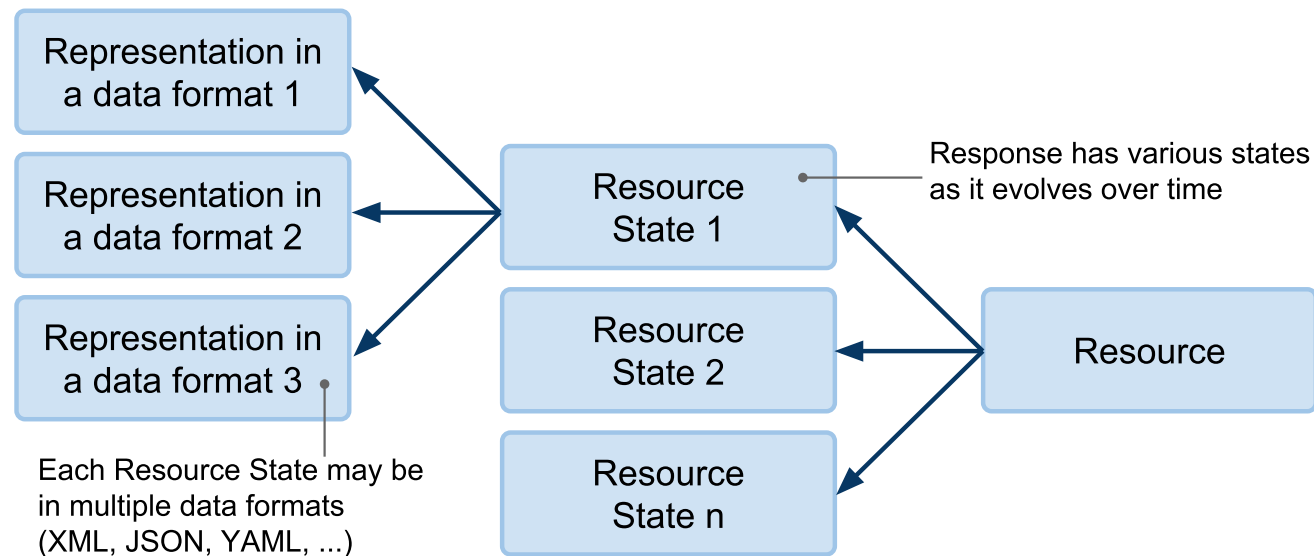 Representation in
a data format 1
Representation in
a data format 2
Representation in
a data format 3
Each Resource State may be
in multiple data formats
(XML, JSON, YAML, ...)
Resource
State 1
Resource
State 2
Resource
State n
Response has various states
as it evolves over time
Resource